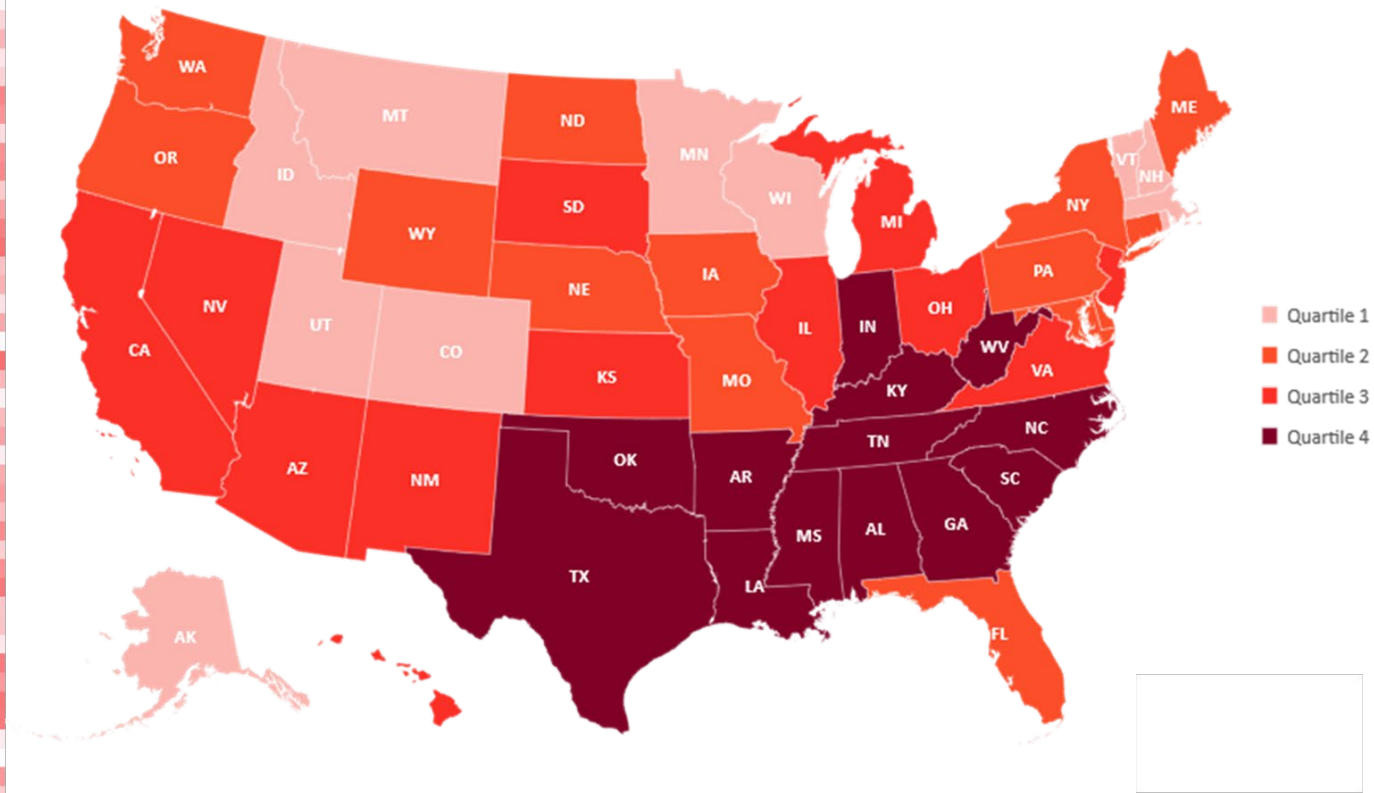 WA
MT
ND
ME
OR
ID
MN
VT
NH
WI
SD
NY
MI
WY
IA
PA
NE
NV
UT
IL
IN
OH
CA
CO
WV
KS
MO
VA
KY
NC
TN
AZ
NM
OK
AR
SC
MS
AL
GA
TX
LA
AK
FL
Quartile 1
Quartile 2
Quartile 3
Quartile 4